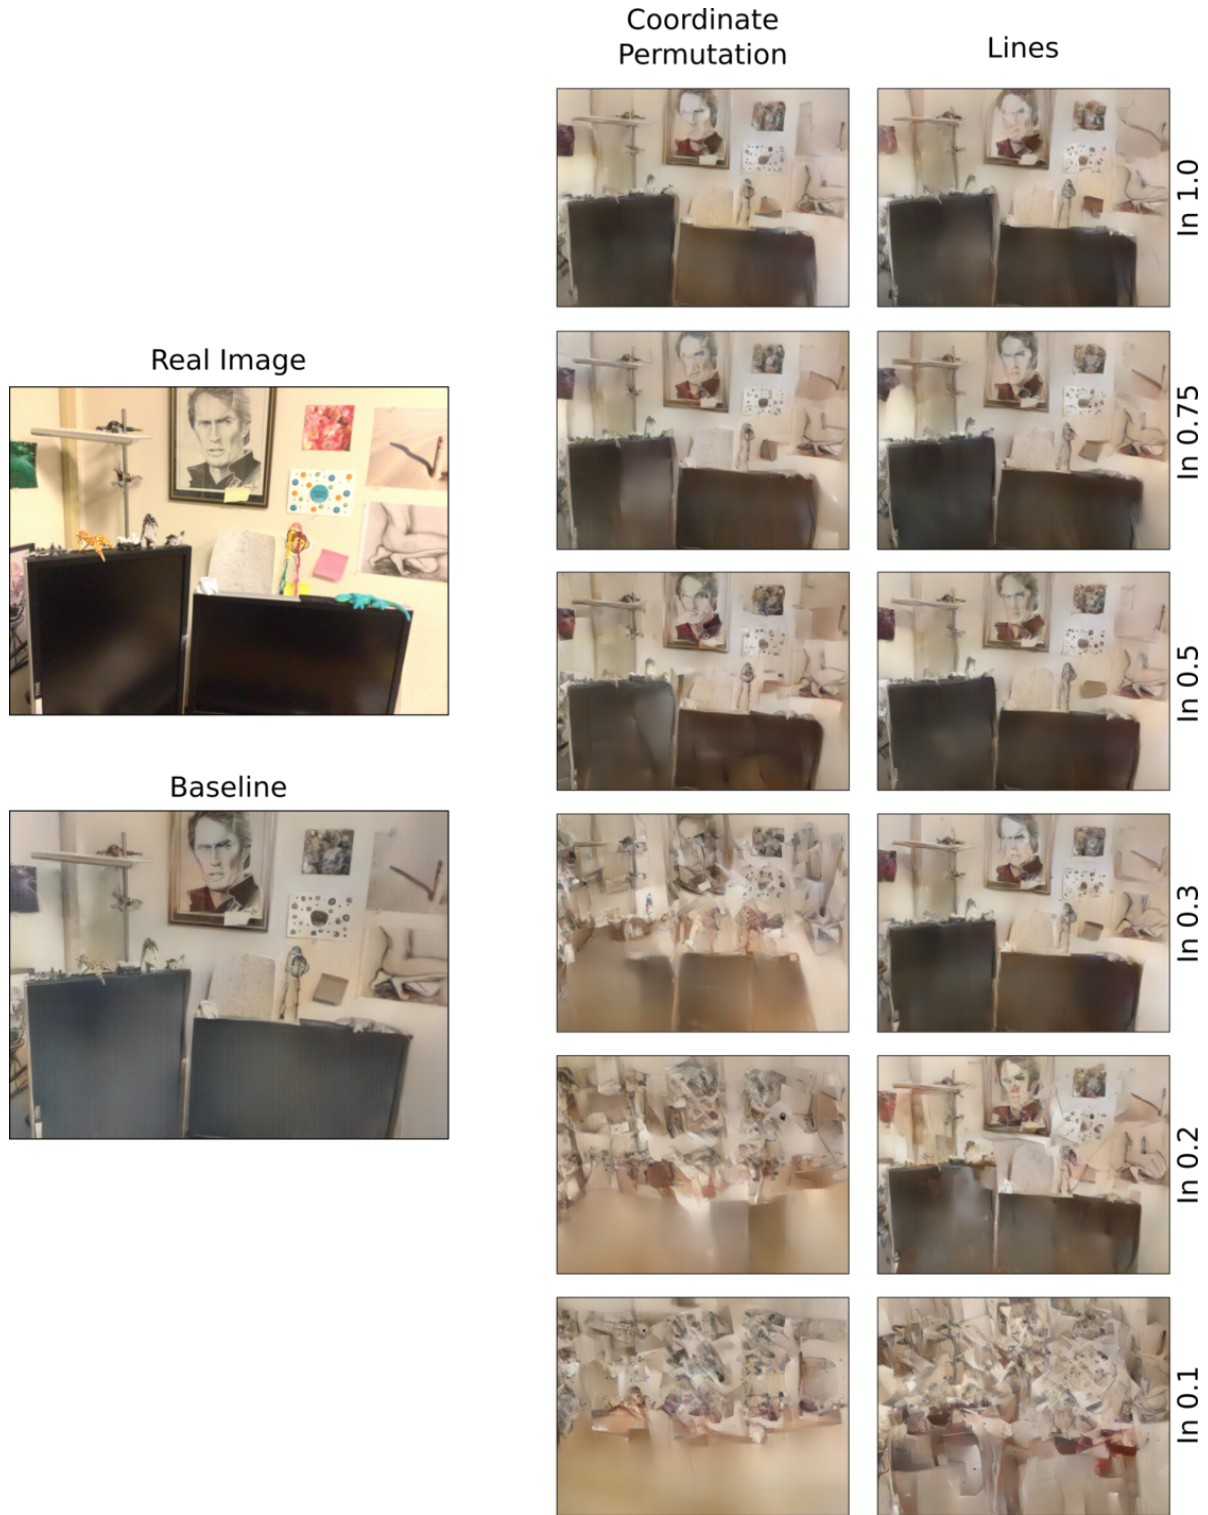 Coordinate
Permutation
Lines
In 1.0
Real Image
In 0.75
In 0.5
Baseline
In 0.3
In 0.2
In 0.1